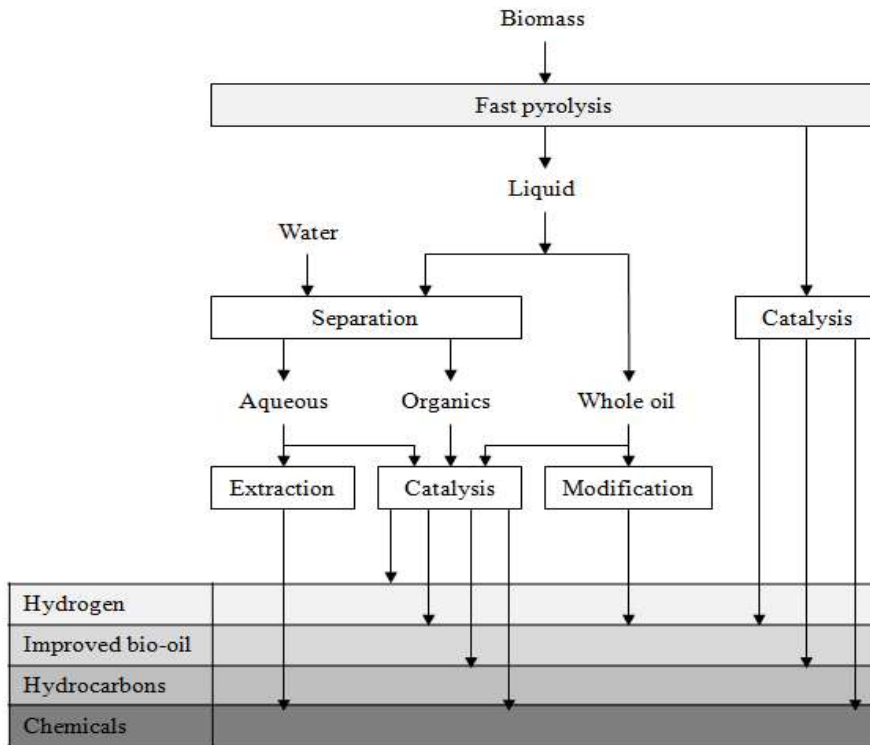 Biomass
Fast pyrolysis
Liquid
Water
Separation
Catalysis
Aqueous
Organics
Whole oil
Extraction
Catalysis
Modification
Hydrogen
Improved bio-oil
Hydrocarbons
Chemicals